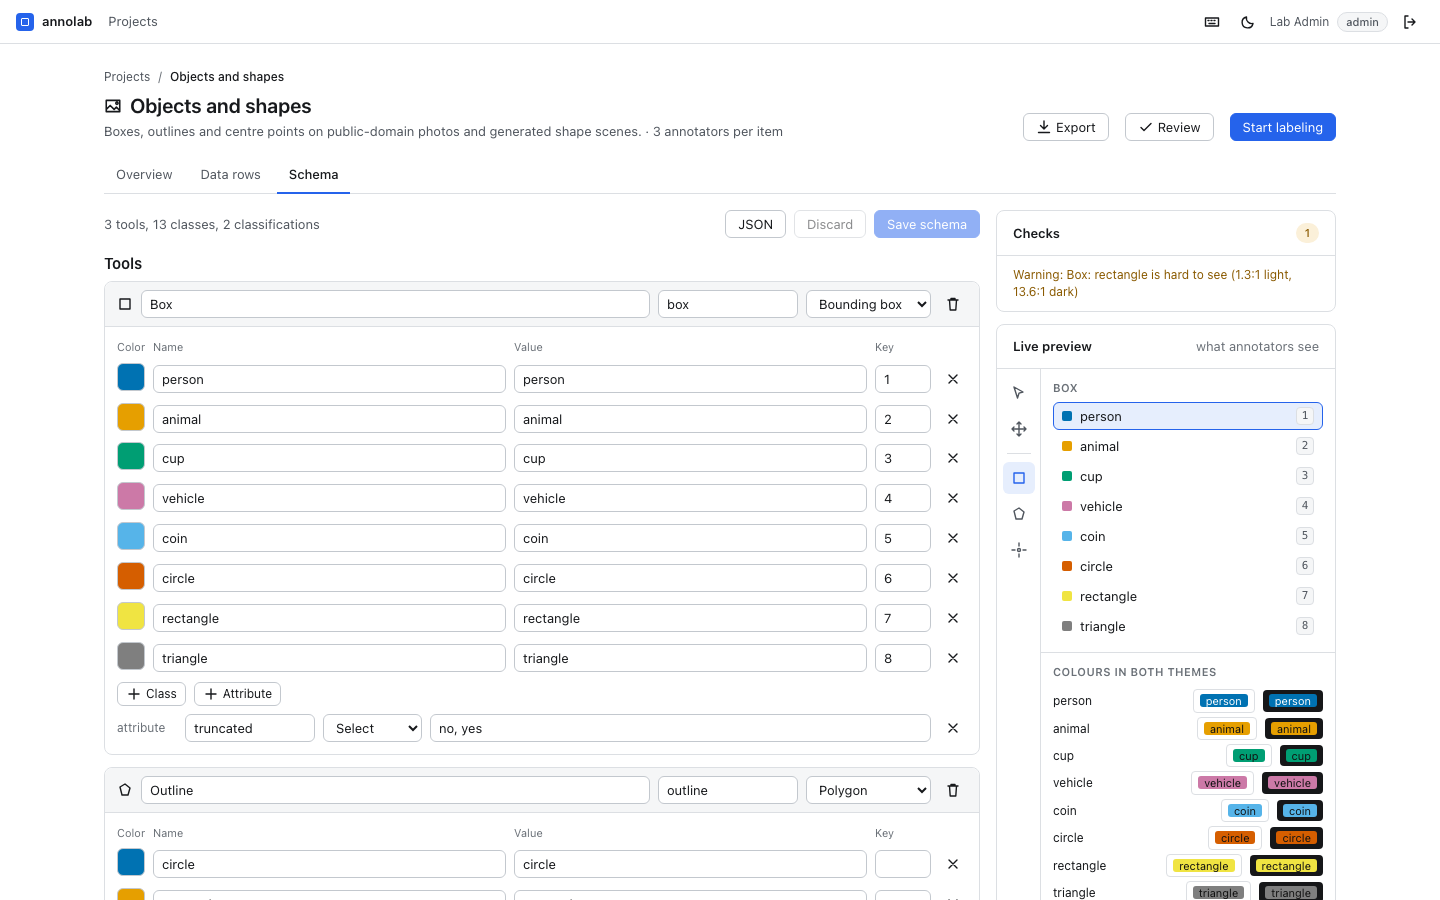 annolab Projects Lab Admin admin
Projects / Objects and shapes
Objects and shapes
Boxes, outlines and centre points on public-domain photos and generated shape scenes. · 3 annotators per item
Export Review Start labeling
Overview Data rows Schema
3 tools, 13 classes, 2 classifications JSON Discard Save schema
Tools
Box box Bounding box
Color Name Value Key
person person 1
animal animal 2
cup cup 3
vehicle vehicle 4
coin coin 5
circle circle 6
rectangle rectangle 7
triangle triangle 8
Class Attribute
attribute truncated Select no, yes
Outline outline Polygon
Color Name Value Key
circle circle
Checks 1
Warning: Box: rectangle is hard to see (1.3:1 light,
13.6:1 dark)
Live preview what annotators see
BOX
person 1
animal 2
cup 3
vehicle 4
coin 5
circle 6
rectangle 7
triangle 8
COLOURS IN BOTH THEMES
person person person
animal animal animal
cup cup cup
vehicle vehicle vehicle
coin coin coin
circle circle circle
rectangle rectangle rectangle
triangle triangle triangle